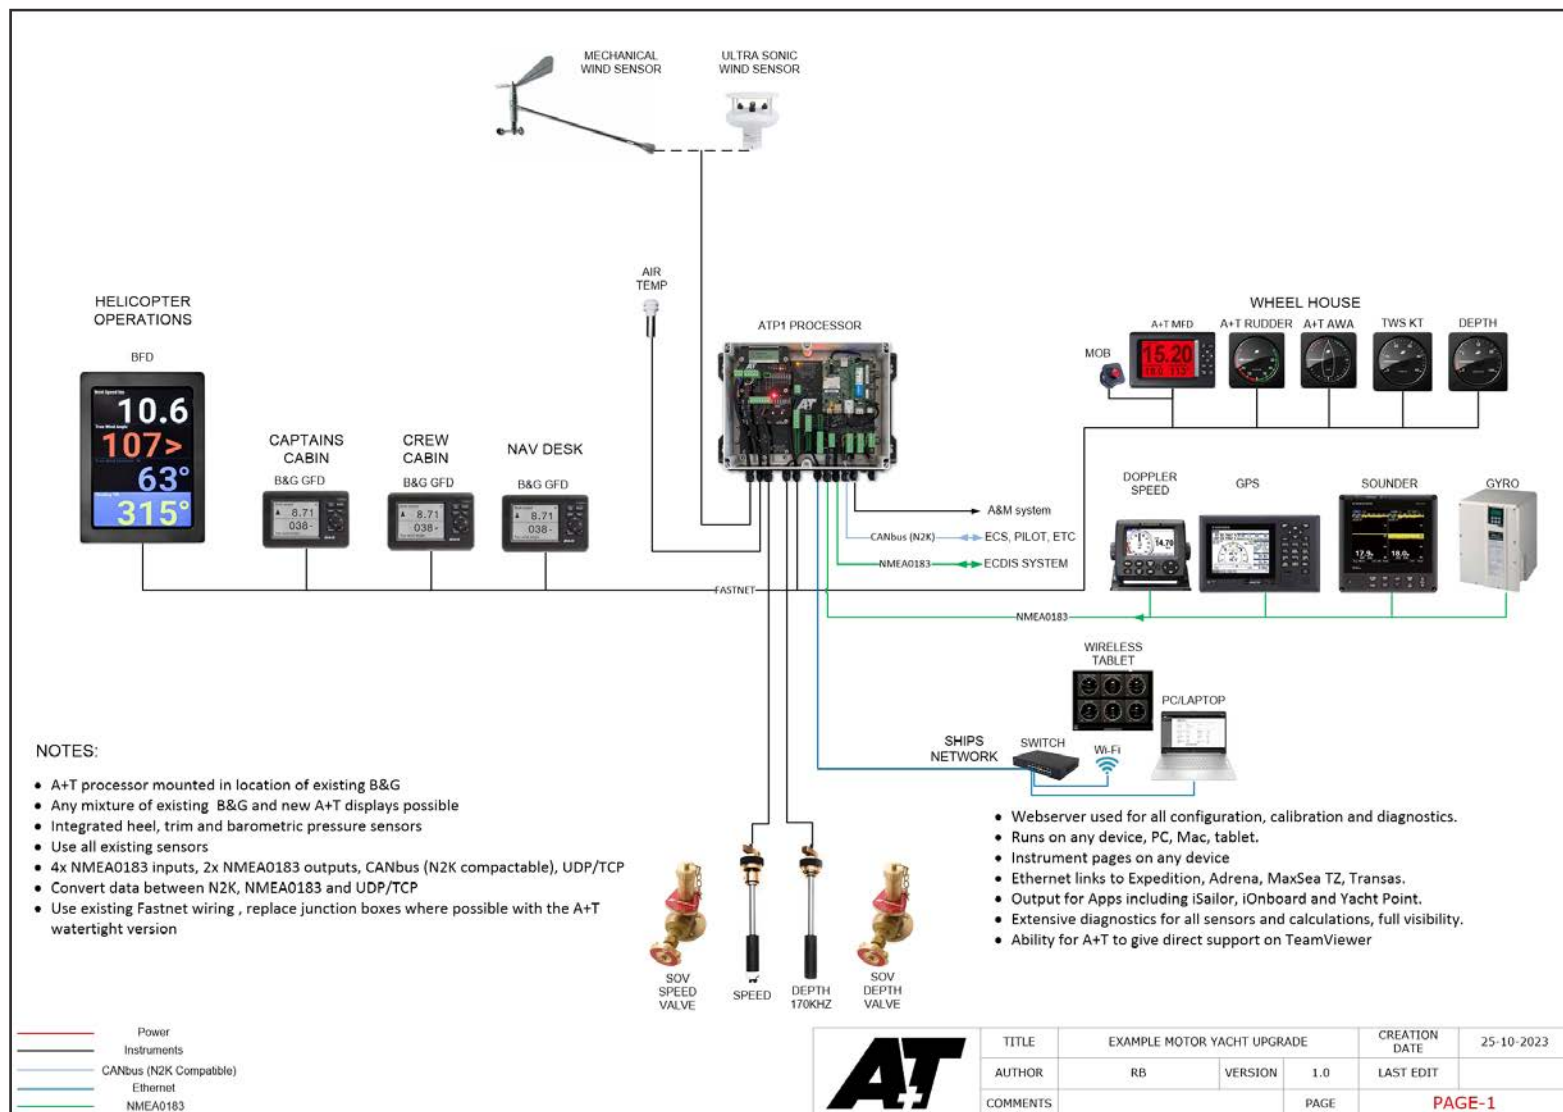 MECHANICAL
WIND SENSOR
ULTRA SONIC
WIND SENSOR
AIR
TEMP
HELICOPTER
OPERATIONS
BFD
10.6
107>
63°
315°
CAPTAINS
CABIN
B&G GFD
8.71
038-
CREW
CABIN
B&G GFD
8.71
038-
NAV DESK
B&G GFD
8.71
038-
ATP1 PROCESSOR
WHEEL HOUSE
MOB
A+T MFD
15.20
A+T RUDDER
A+T AWA
TWS KT
DEPTH
A&M system
CANbus (N2K)
ECS, PILOT, ETC
NMEA0183
ECDIS SYSTEM
FASTNET
DOPPLER
SPEED
14.70
GPS
SOUNDER
17.9
18.0
GYRO
NMEA0183
WIRELESS
TABLET
PC/LAPTOP
SHIPS
NETWORK
SWITCH
Wi-Fi
NOTES:
• A+T processor mounted in location of existing B&G
• Any mixture of existing B&G and new A+T displays possible
• Integrated heel, trim and barometric pressure sensors
• Use all existing sensors
• 4x NMEA0183 inputs, 2x NMEA0183 outputs, CANbus (N2K compactable), UDP/TCP
• Convert data between N2K, NMEA0183 and UDP/TCP
• Use existing Fastnet wiring , replace junction boxes where possible with the A+T
watertight version
• Webserver used for all configuration, calibration and diagnostics.
• Runs on any device, PC, Mac, tablet.
• Instrument pages on any device
• Ethernet links to Expedition, Adrena, MaxSea TZ, Transas.
• Output for Apps including iSailor, iOnboard and Yacht Point.
• Extensive diagnostics for all sensors and calculations, full visibility.
• Ability for A+T to give direct support on TeamViewer
SOV
SPEED
VALVE
SPEED
DEPTH
170KHZ
SOV
DEPTH
VALVE
Power
Instruments
CANbus (N2K Compatible)
Ethernet
NMEA0183
A+T
TITLE
EXAMPLE MOTOR YACHT UPGRADE
CREATION
DATE
25-10-2023
AUTHOR
RB
VERSION
1.0
LAST EDIT
COMMENTS
PAGE
PAGE-1